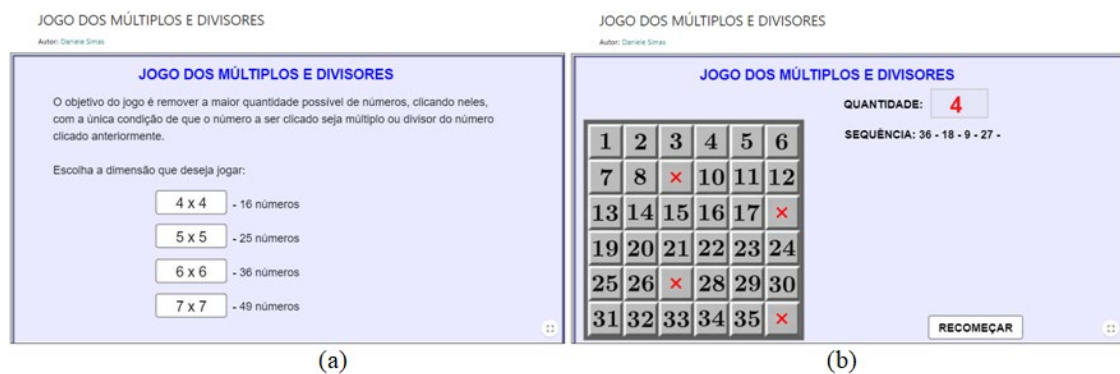 JOGO DOS MÚLTIPLOS E DIVISORES
Autor: Daniele Simas
JOGO DOS MÚLTIPLOS E DIVISORES
O objetivo do jogo é remover a maior quantidade possível de números, clicando neles,
com a única condição de que o número a ser clicado seja múltiplo ou divisor do número
clicado anteriormente.
Escolha a dimensão que deseja jogar:
4 x 4 - 16 números
5 x 5 - 25 números
6 x 6 - 36 números
7 x 7 - 49 números
(a)
JOGO DOS MÚLTIPLOS E DIVISORES
Autor: Daniele Simas
JOGO DOS MÚLTIPLOS E DIVISORES
QUANTIDADE: 4
SEQUÊNCIA: 36 - 18 - 9 - 27 -
1 2 3 4 5 6
7 8 × 10 11 12
13 14 15 16 17 ×
19 20 21 22 23 24
25 26 × 28 29 30
31 32 33 34 35 ×
RECOMEÇAR
(b)